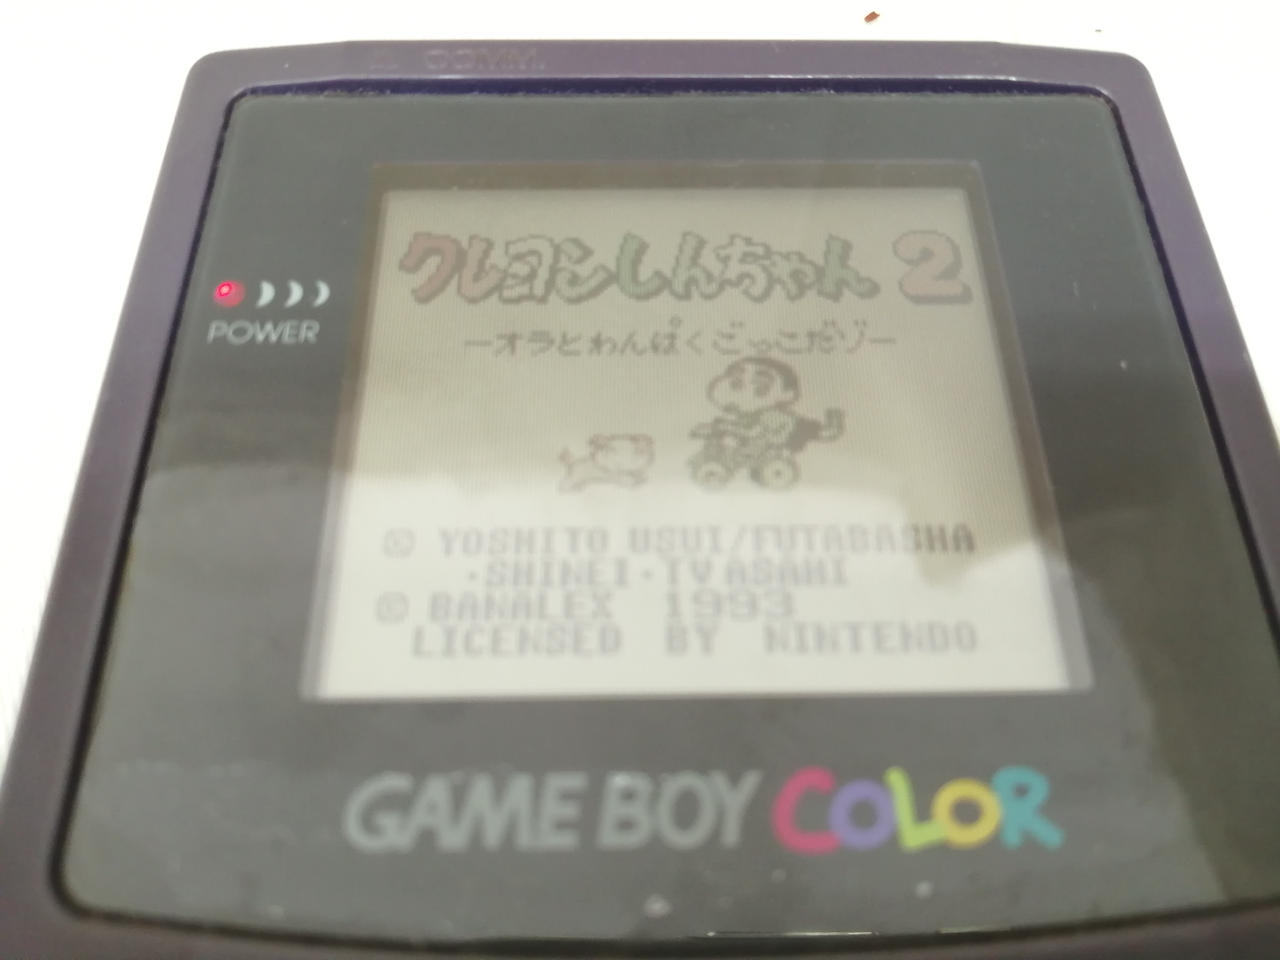 COMM.
クレヨンしんちゃん 2
ーオラとわんぱくごっこだゾー
POWER
© YOSHITO USUI/FUTABASHA
・SHINEI・TV ASAHI
© BANALEX 1993
LICENSED BY NINTENDO
GAME BOY COLOR